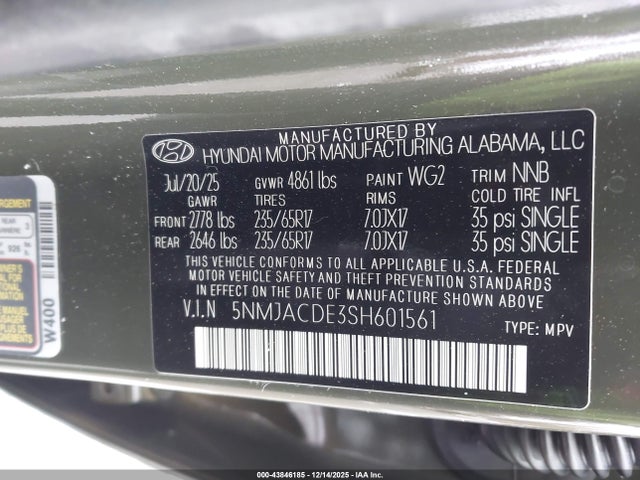 MANUFACTURED BY
HYUNDAI MOTOR MANUFACTURING ALABAMA, LLC
Jul/20/25 GVWR 4861 lbs PAINT WG2 TRIM NNB
GAWR TIRES RIMS COLD TIRE INFL
FRONT 2778 lbs 235/65R17 7.0JX17 35 psi SINGLE
REAR 2646 lbs 235/65R17 7.0JX17 35 psi SINGLE
THIS VEHICLE CONFORMS TO ALL APPLICABLE U.S.A. FEDERAL
MOTOR VEHICLE SAFETY AND THEFT PREVENTION STANDARDS
IN EFFECT ON THE DATE OF MANUFACTURE SHOWN ABOVE
V.I.N 5NMJACDE3SH601561
TYPE: MPV
REAR 3
W400
000-43846185 - 12/14/2025 - IAA Inc.